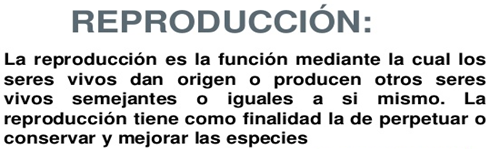 REPRODUCCIÓN:
La reproducción es la función mediante la cual los
seres vivos dan origen o producen otros seres
vivos semejantes o iguales a si mismo. La
reproducción tiene como finalidad la de perpetuar o
conservar y mejorar las especies